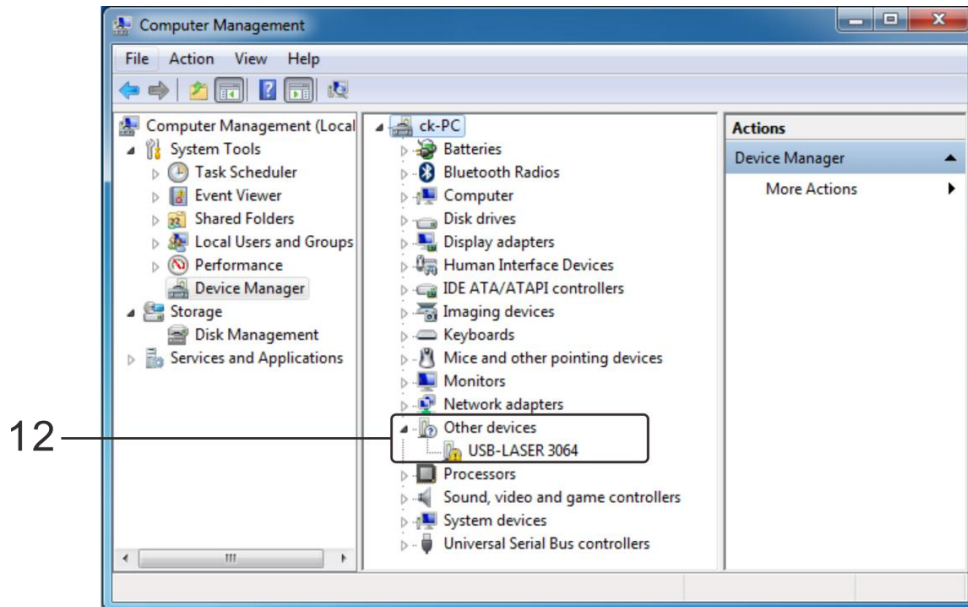 Computer Management
File Action View Help
Computer Management (Local
System Tools
Task Scheduler
Event Viewer
Shared Folders
Local Users and Groups
Performance
Device Manager
Storage
Disk Management
Services and Applications
ck-PC
Batteries
Bluetooth Radios
Computer
Disk drives
Display adapters
Human Interface Devices
IDE ATA/ATAPI controllers
Imaging devices
Keyboards
Mice and other pointing devices
Monitors
Network adapters
12
Other devices
USB-LASER 3064
Processors
Sound, video and game controllers
System devices
Universal Serial Bus controllers
Actions
Device Manager
More Actions